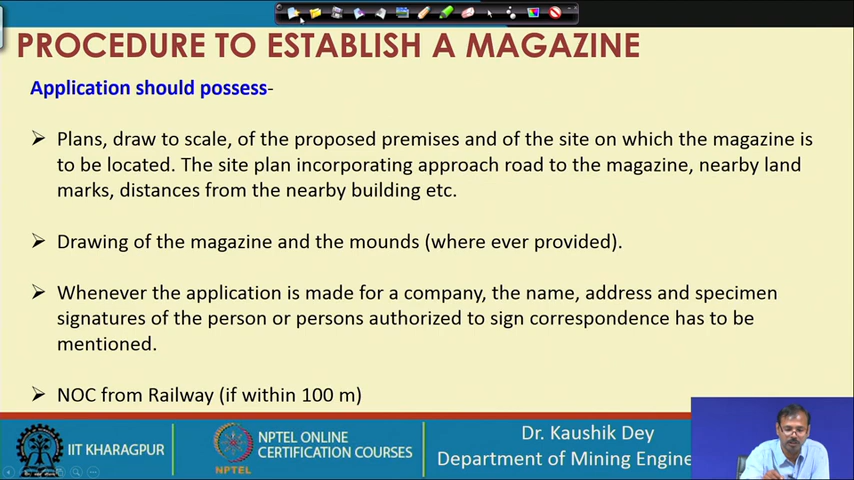 PROCEDURE TO ESTABLISH A MAGAZINE
Application should possess-
➢ Plans, draw to scale, of the proposed premises and of the site on which the magazine is
to be located. The site plan incorporating approach road to the magazine, nearby land
marks, distances from the nearby building etc.
➢ Drawing of the magazine and the mounds (where ever provided).
➢ Whenever the application is made for a company, the name, address and specimen
signatures of the person or persons authorized to sign correspondence has to be
mentioned.
➢ NOC from Railway (if within 100 m)
IIT KHARAGPUR
NPTEL
NPTEL ONLINE
CERTIFICATION COURSES
Dr. Kaushik Dey
Department of Mining Engine